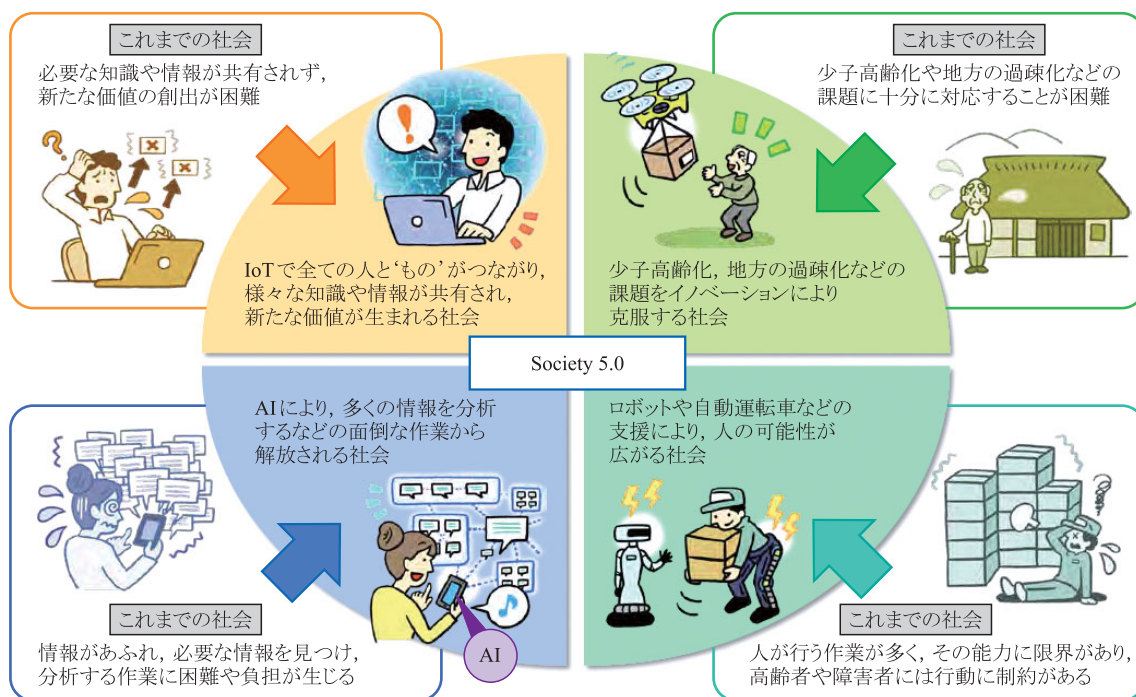 これまでの社会
必要な知識や情報が共有されず，
新たな価値の創出が困難
IoTで全ての人と‘もの’がつながり，
様々な知識や情報が共有され，
新たな価値が生まれる社会
これまでの社会
少子高齢化や地方の過疎化などの
課題に十分に対応することが困難
少子高齢化，地方の過疎化などの
課題をイノベーションにより
克服する社会
Society 5.0
AIにより，多くの情報を分析
するなどの面倒な作業から
解放される社会
AI
これまでの社会
情報があふれ，必要な情報を見つけ，
分析する作業に困難や負担が生じる
ロボットや自動運転車などの
支援により，人の可能性が
広がる社会
これまでの社会
人が行う作業が多く，その能力に限界があり，
高齢者や障害者には行動に制約がある